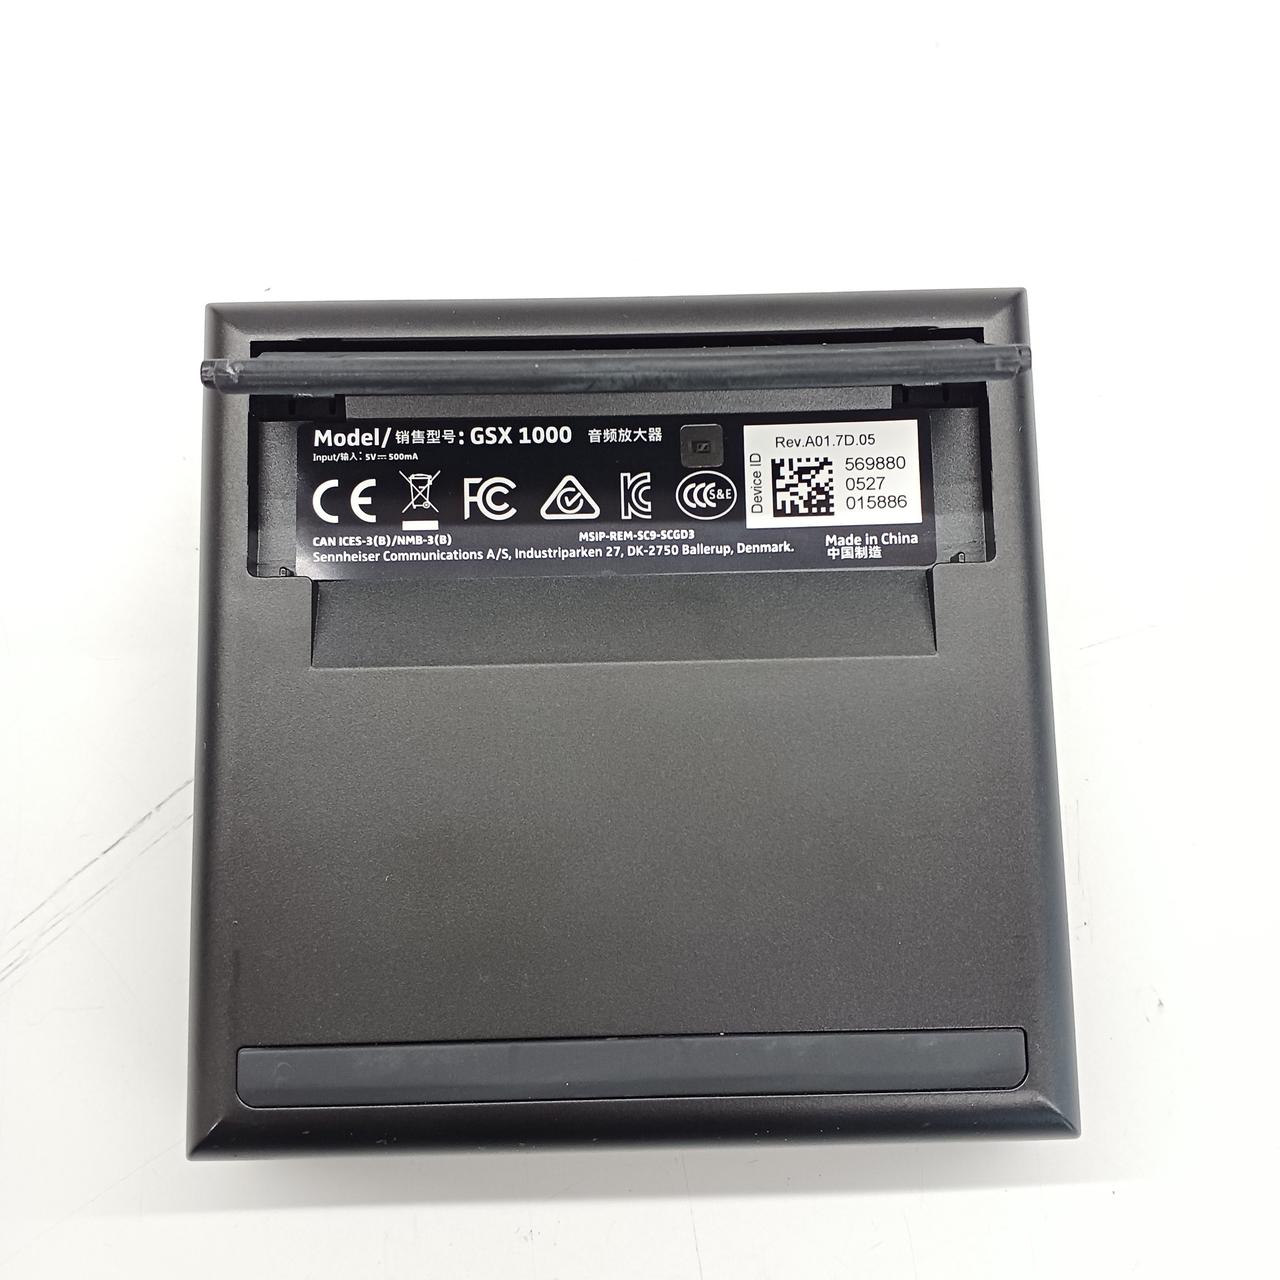 Model/销售型号: GSX 1000 音频放大器
Input/输入: 5V⎓500mA
CE FC CCC S&E
CAN ICES-3(B)/NMB-3(B)
MSIP-REM-SC9-SCGD3
Sennheiser Communications A/S, Industriparken 27, DK-2750 Ballerup, Denmark.
Made in China
中国制造
Device ID
Rev.A01.7D.05
569880
0527
015886